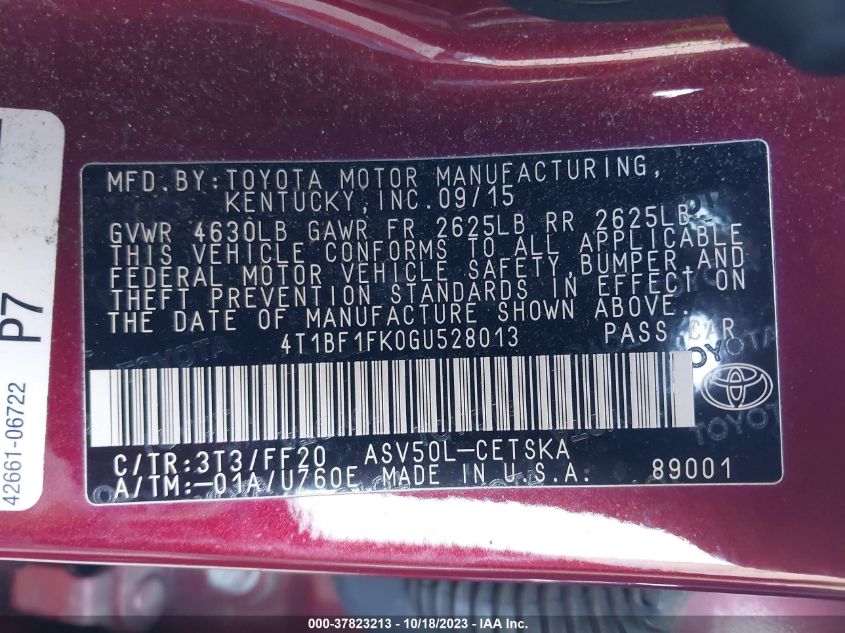 MFD.BY:TOYOTA MOTOR MANUFACTURING,
KENTUCKY,INC.09/15
GVWR 4630LB GAWR FR 2625LB RR 2625LB
THIS VEHICLE CONFORMS TO ALL APPLICABLE
FEDERAL MOTOR VEHICLE SAFETY,BUMPER AND
THEFT PREVENTION STANDARDS IN EFFECT ON
THE DATE OF MANUFACTURE SHOWN ABOVE.
4T1BF1FK0GU528013 PASS CAR
C/TR:3T3/FF20 ASV50L-CETSKA
A/TM:-01A/U760E MADE IN U.S.A. 89001
TOYOTA
TOYOTA
TOYOTA
P7
42661-06722
000-37823213 - 10/18/2023 - IAA Inc.